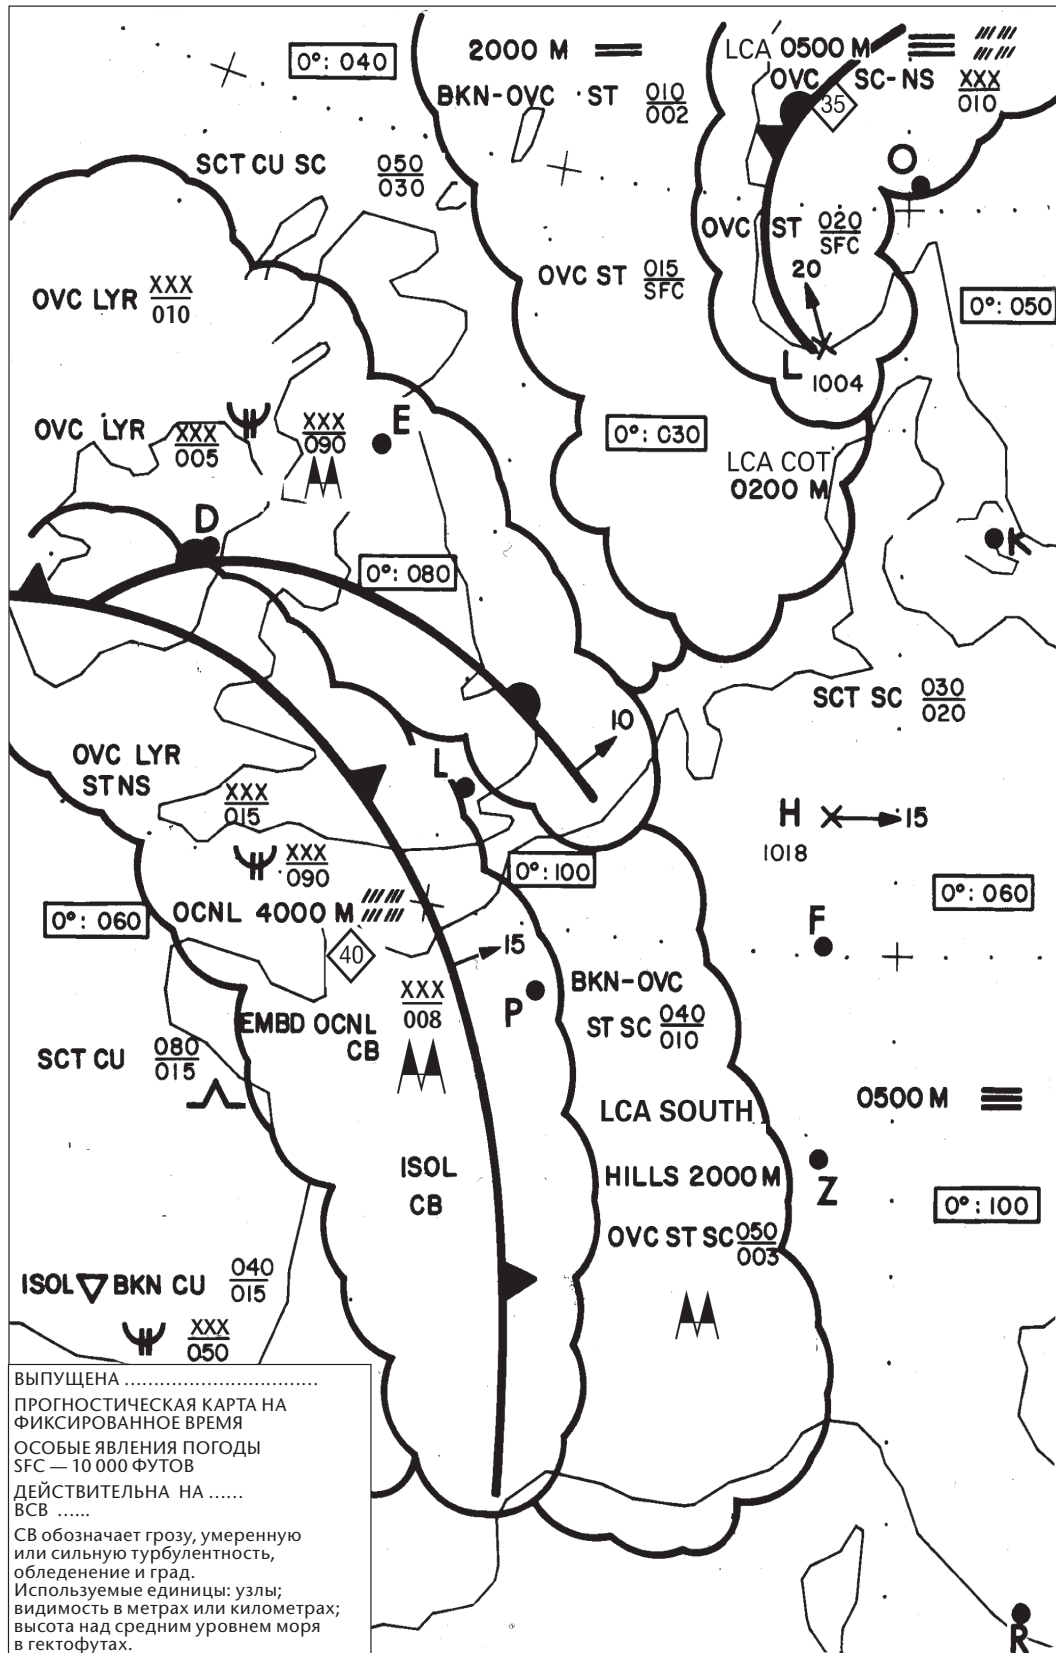 0°: 040
2000 M
BKN-OVC ST 010
002
LCA 0500 M
OVC SC-NS XXX
010
35
O
SCT CU SC 050
030
OVC ST 020
SFC
20
OVC LYR XXX
010
OVC ST 015
SFC
0°: 050
L 1004
E
OVC LYR XXX
005
XXX
090
0°: 030
LCA COT
0200 M
D
K
0°: 080
SCT SC 030
020
10
OVC LYR
ST NS
XXX
015
L
H
1018
15
XXX
090
0°: 100
0°: 060
0°: 060
OCNL 4000 M
F
40
15
EMBD OCNL
CB
XXX
008
P
BKN-OVC
ST SC 040
010
SCT CU 080
015
LCA SOUTH
HILLS 2000 M
0500 M
Z
ISOL
CB
OVC ST SC 050
003
0°: 100
ISOL BKN CU 040
015
XXX
050
ВЫПУЩЕНА ................................
ПРОГНОСТИЧЕСКАЯ КАРТА НА
ФИКСИРОВАННОЕ ВРЕМЯ
ОСОБЫЕ ЯВЛЕНИЯ ПОГОДЫ
SFC — 10 000 ФУТОВ
ДЕЙСТВИТЕЛЬНА НА ......
ВСВ ......
CB обозначает грозу, умеренную
или сильную турбулентность,
обледенение и град.
Используемые единицы: узлы;
видимость в метрах или километрах;
высота над средним уровнем моря
в гектофутах.
R